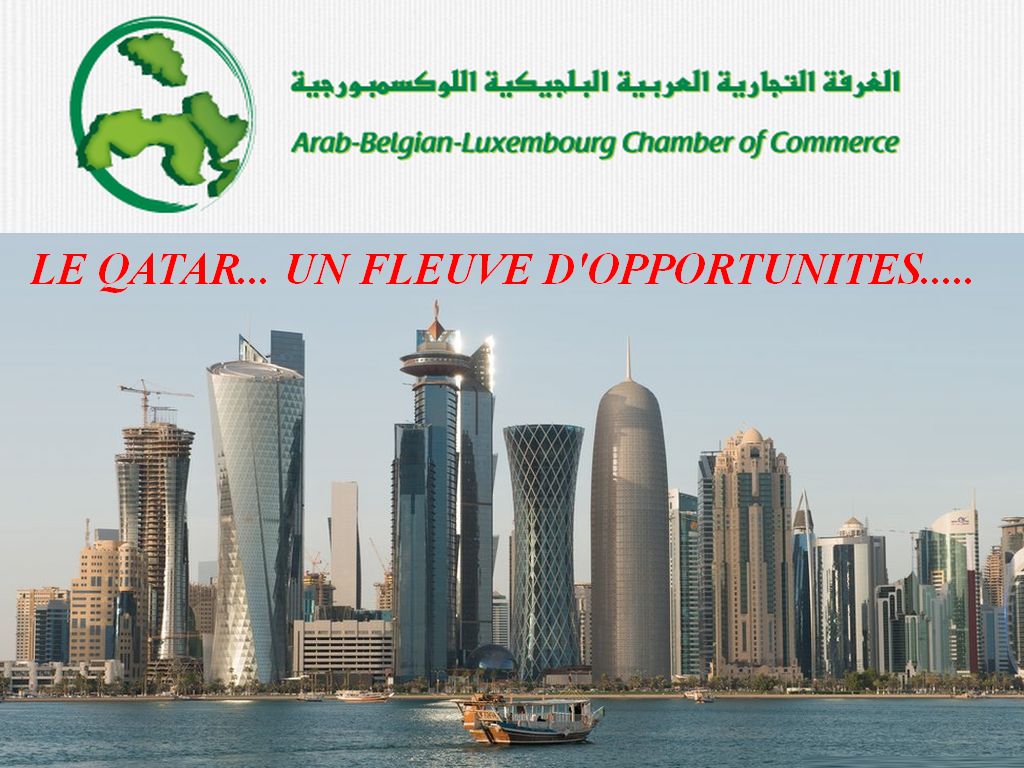 الغرفة التجارية العربية البلجيكية اللوكسمبورجية
Arab-Belgian-Luxembourg Chamber of Commerce
LE QATAR... UN FLEUVE D'OPPORTUNITES.....